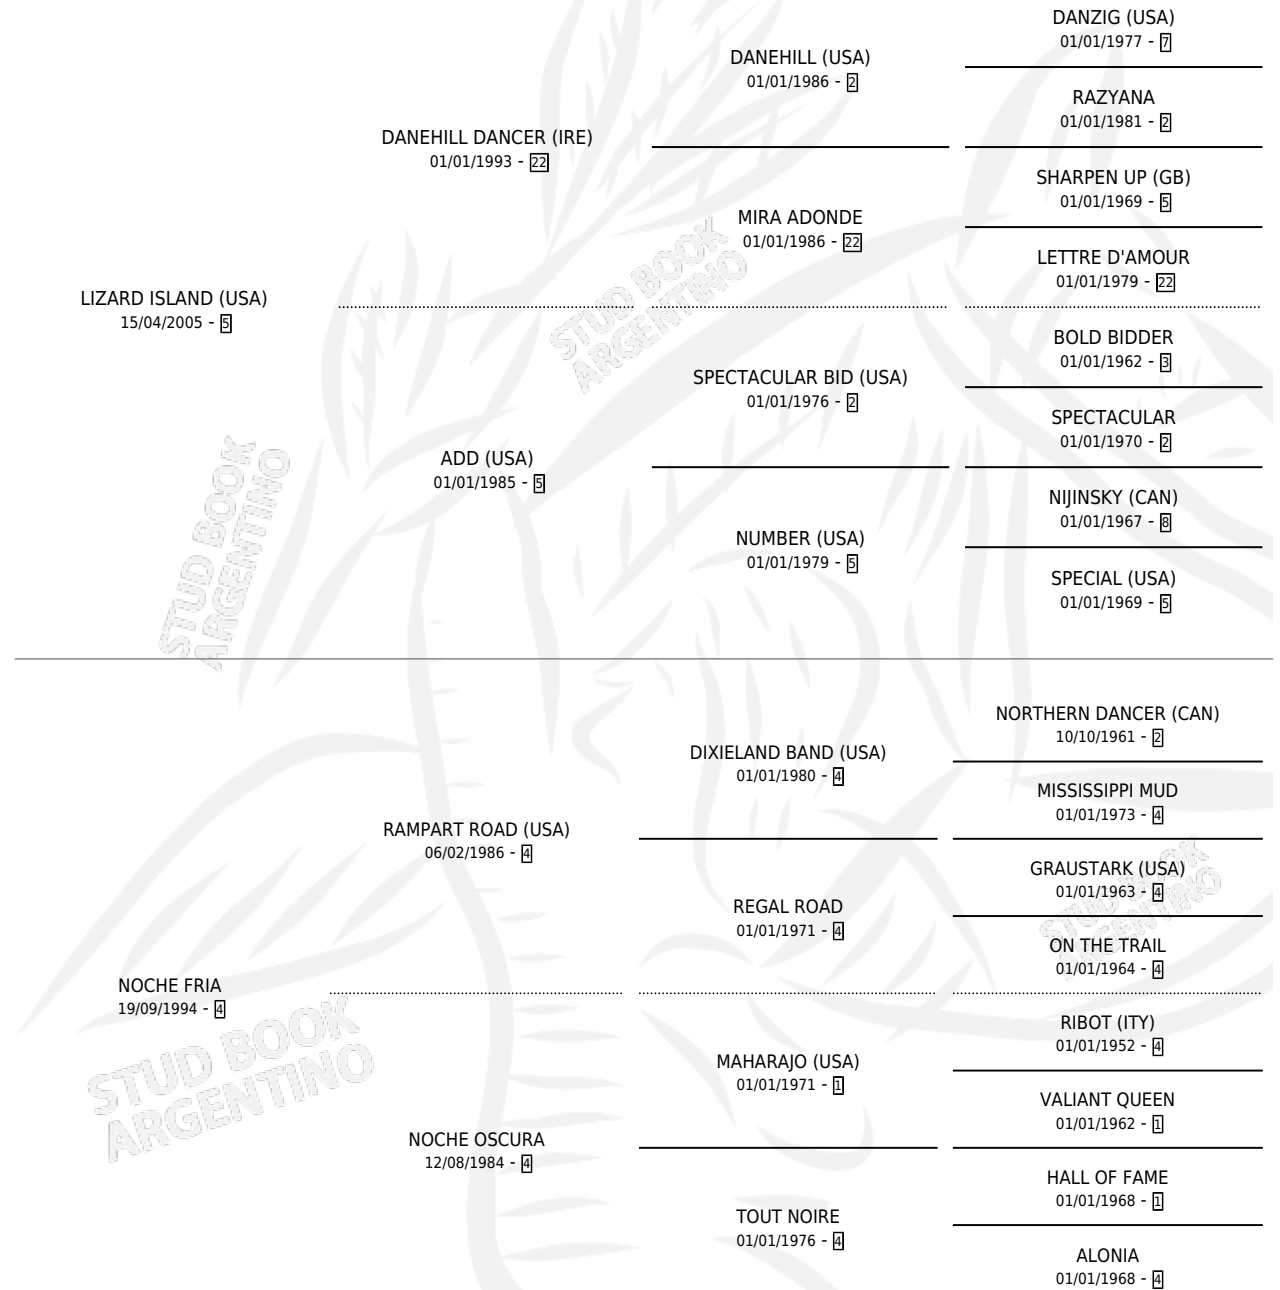 DANZIG (USA)
01/01/1977 - 7
DANEHILL (USA)
01/01/1986 - 2
RAZYANA
01/01/1981 - 2
DANEHILL DANCER (IRE)
01/01/1993 - 22
SHARPEN UP (GB)
01/01/1969 - 5
MIRA ADONDE
01/01/1986 - 22
LETTRE D'AMOUR
01/01/1979 - 22
LIZARD ISLAND (USA)
15/04/2005 - 5
STUD BOOK
ARGENTINO
BOLD BIDDER
01/01/1962 - 3
SPECTACULAR BID (USA)
01/01/1976 - 2
SPECTACULAR
01/01/1970 - 2
ADD (USA)
01/01/1985 - 5
STUD BOOK
ARGENTINO
NIJINSKY (CAN)
01/01/1967 - 8
NUMBER (USA)
01/01/1979 - 5
SPECIAL (USA)
01/01/1969 - 5
NORTHERN DANCER (CAN)
10/10/1961 - 2
DIXIELAND BAND (USA)
01/01/1980 - 4
MISSISSIPPI MUD
01/01/1973 - 4
RAMPART ROAD (USA)
06/02/1986 - 4
GRAUSTARK (USA)
01/01/1963 - 4
STUD BOOK
ARGENTINO
REGAL ROAD
01/01/1971 - 4
ON THE TRAIL
01/01/1964 - 4
NOCHE FRIA
19/09/1994 - 4
STUD BOOK
ARGENTINO
RIBOT (ITY)
01/01/1952 - 4
MAHARAJO (USA)
01/01/1971 - 1
VALIANT QUEEN
01/01/1962 - 1
NOCHE OSCURA
12/08/1984 - 4
HALL OF FAME
01/01/1968 - 1
TOUT NOIRE
01/01/1976 - 4
ALONIA
01/01/1968 - 4